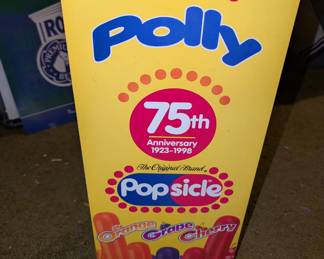 Polly
75th
Anniversary
1923-1998
The Original Brand
Popsicle
Orange Grape Cherry